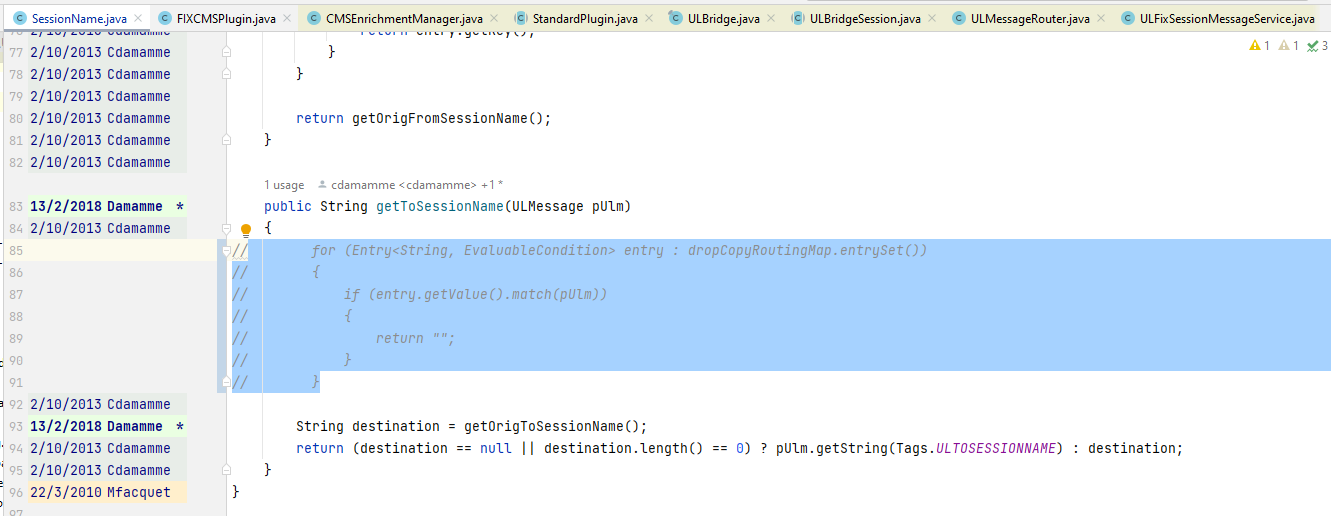 SessionName.java FIXCMSPlugin.java CMSEnrichmentManager.java StandardPlugin.java ULBridge.java ULBridgeSession.java ULMessageRouter.java ULFixSessionMessageService.java
76 2/10/2013 Cdamamme return entry.getKey();
77 2/10/2013 Cdamamme }
78 2/10/2013 Cdamamme }
79 2/10/2013 Cdamamme
80 2/10/2013 Cdamamme return getOrigFromSessionName();
81 2/10/2013 Cdamamme }
82 2/10/2013 Cdamamme
1 usage cdamamme <cdamamme> +1 *
83 13/2/2018 Damamme * public String getToSessionName(ULMessage pUlm)
84 2/10/2013 Cdamamme {
85 // for (Entry<String, EvaluableCondition> entry : dropCopyRoutingMap.entrySet())
86 // {
87 // if (entry.getValue().match(pUlm))
88 // {
89 // return "";
90 // }
91 // }
92 2/10/2013 Cdamamme
93 13/2/2018 Damamme * String destination = getOrigToSessionName();
94 2/10/2013 Cdamamme return (destination == null || destination.length() == 0) ? pUlm.getString(Tags.ULTOSESSIONNAME) : destination;
95 2/10/2013 Cdamamme }
96 22/3/2010 Mfacquet }
97
1 1 3